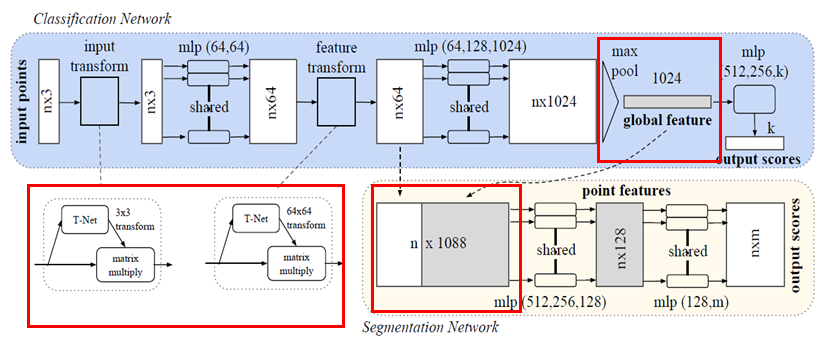 Classification Network
input points
nx3
input
transform
nx3
mlp (64,64)
shared
nx64
feature
transform
nx64
mlp (64,128,1024)
shared
nx1024
max
pool
1024
global feature
mlp
(512,256,k)
k
output scores
T-Net
3x3
transform
matrix
multiply
T-Net
64x64
transform
matrix
multiply
point features
n x 1088
shared
mlp (512,256,128)
nx128
shared
mlp (128,m)
nxm
output scores
Segmentation Network